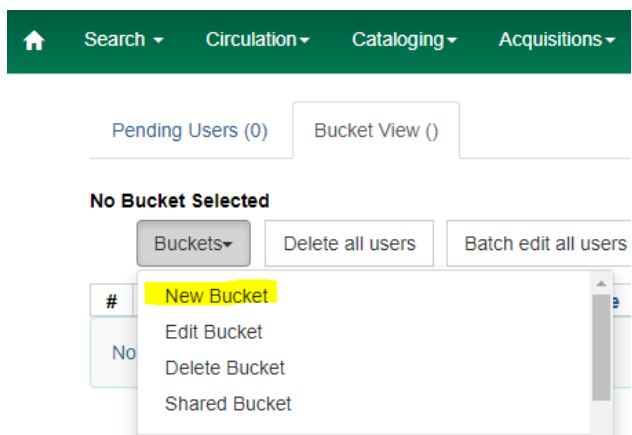 Search Circulation Cataloging Acquisitions
Pending Users (0) Bucket View ()
No Bucket Selected
Buckets Delete all users Batch edit all users
#
New Bucket
Edit Bucket
No
Delete Bucket
Shared Bucket